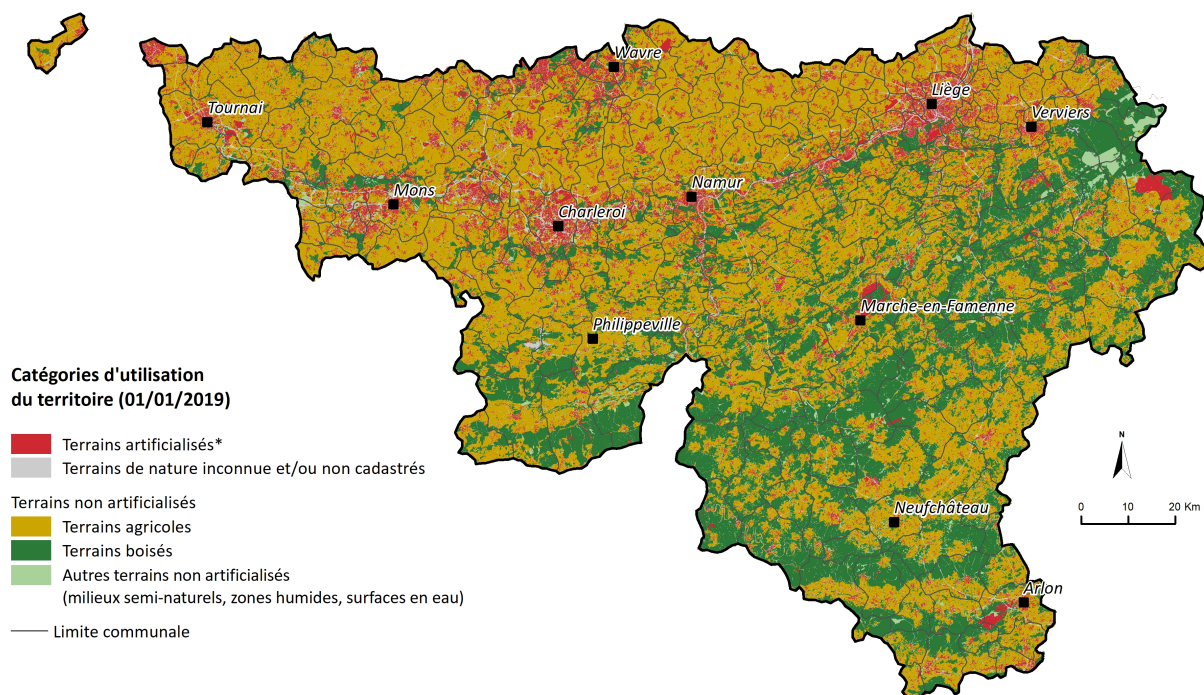 Wavre
Liège
Tournai
Verviers
Namur
Mons
Charleroi
Marche-en-Famenne
Philippeville
Catégories d'utilisation
du territoire (01/01/2019)
Terrains artificialisés*
Terrains de nature inconnue et/ou non cadastrés
Terrains non artificialisés
Terrains agricoles
Terrains boisés
Autres terrains non artificialisés
(milieux semi-naturels, zones humides, surfaces en eau)
Limite communale
N
0 10 20 Km
Neufchâteau
Arlon